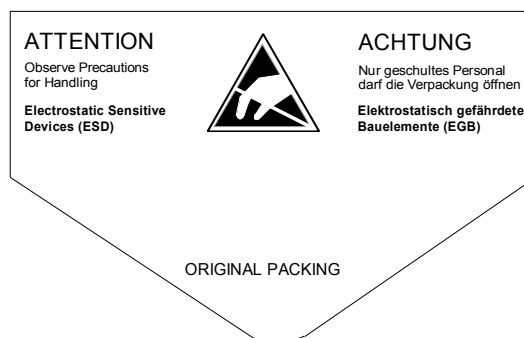 ATTENTION
Observe Precautions
for Handling
Electrostatic Sensitive
Devices (ESD)
ACHTUNG
Nur geschultes Personal
darf die Verpackung öffnen
Elektrostatisch gefährdete
Bauelemente (EGB)
ORIGINAL PACKING